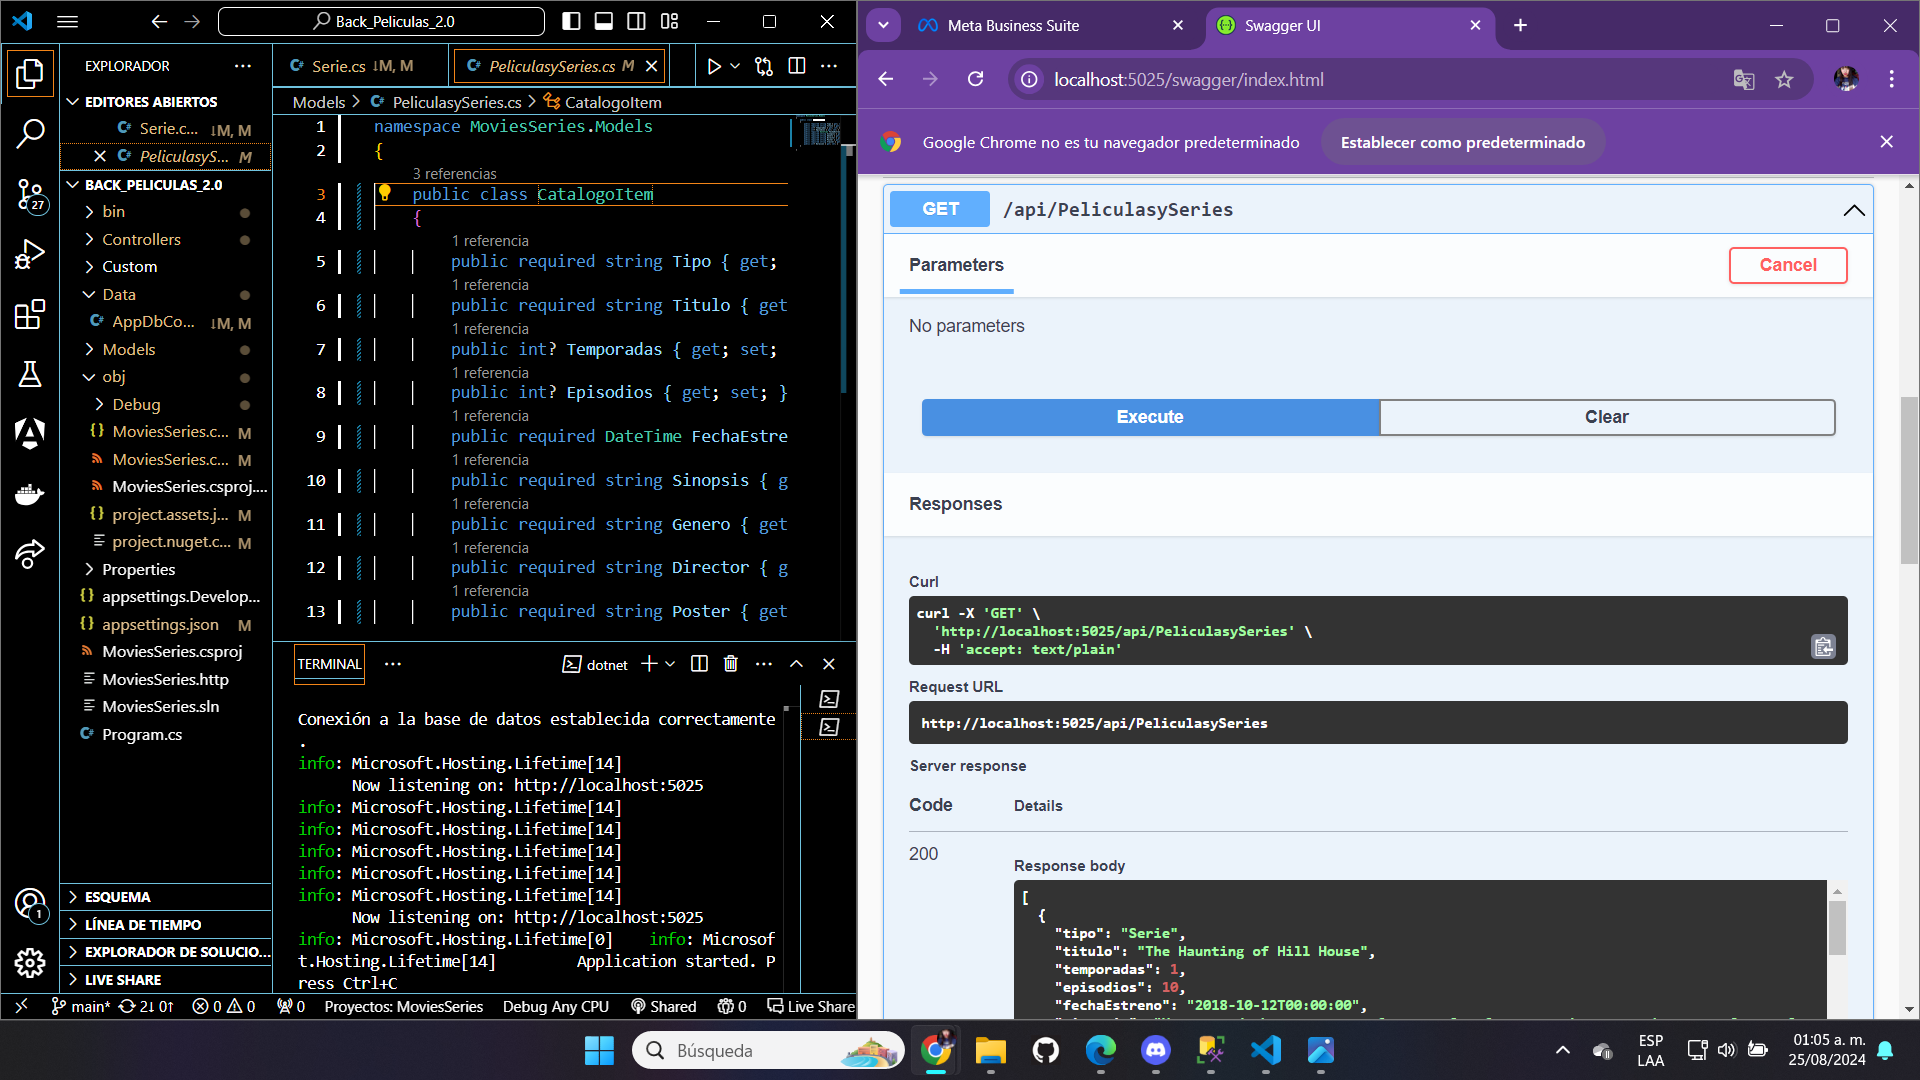 Back_Peliculas_2.0
EXPLORADOR
EDITORES ABIERTOS
Serie.c... ↓M, M
PeliculasyS... M
BACK_PELICULAS_2.0
bin
Controllers
Custom
Data
AppDbCo... ↓M, M
Models
obj
Debug
MoviesSeries.c... M
MoviesSeries.c... M
MoviesSeries.csproj....
project.assets.j... M
project.nuget.c... M
Properties
appsettings.Develop...
appsettings.json M
MoviesSeries.csproj
MoviesSeries.http
MoviesSeries.sln
Program.cs
ESQUEMA
LÍNEA DE TIEMPO
EXPLORADOR DE SOLUCIO...
LIVE SHARE
27
1
Serie.cs ↓M, M
PeliculasySeries.cs M
Models > PeliculasySeries.cs > CatalogoItem
1 namespace MoviesSeries.Models
2 {
3 referencias
3 public class CatalogoItem
4 {
1 referencia
5 public required string Tipo { get;
1 referencia
6 public required string Titulo { get
1 referencia
7 public int? Temporadas { get; set;
1 referencia
8 public int? Episodios { get; set; }
1 referencia
9 public required DateTime FechaEstre
1 referencia
10 public required string Sinopsis { g
1 referencia
11 public required string Genero { get
1 referencia
12 public required string Director { g
1 referencia
13 public required string Poster { get
TERMINAL
dotnet
Conexión a la base de datos establecida correctamente
.
info: Microsoft.Hosting.Lifetime[14]
Now listening on: http://localhost:5025
info: Microsoft.Hosting.Lifetime[14]
info: Microsoft.Hosting.Lifetime[14]
info: Microsoft.Hosting.Lifetime[14]
info: Microsoft.Hosting.Lifetime[14]
info: Microsoft.Hosting.Lifetime[14]
Now listening on: http://localhost:5025
info: Microsoft.Hosting.Lifetime[0] info: Microsof
t.Hosting.Lifetime[14] Application started. P
ress Ctrl+C
main* 2↓ 0↑ 0 0 0 Proyectos: MoviesSeries Debug Any CPU Shared 0 Live Share
Meta Business Suite
Swagger UI
localhost:5025/swagger/index.html
Google Chrome no es tu navegador predeterminado
Establecer como predeterminado
GET /api/PeliculasySeries
Parameters
Cancel
No parameters
Execute
Clear
Responses
Curl
curl -X 'GET' \
'http://localhost:5025/api/PeliculasySeries' \
-H 'accept: text/plain'
Request URL
http://localhost:5025/api/PeliculasySeries
Server response
Code Details
200
Response body
[
{
"tipo": "Serie",
"titulo": "The Haunting of Hill House",
"temporadas": 1,
"episodios": 10,
"fechaEstreno": "2018-10-12T00:00:00",
Búsqueda
ESP
LAA
01:05 a. m.
25/08/2024